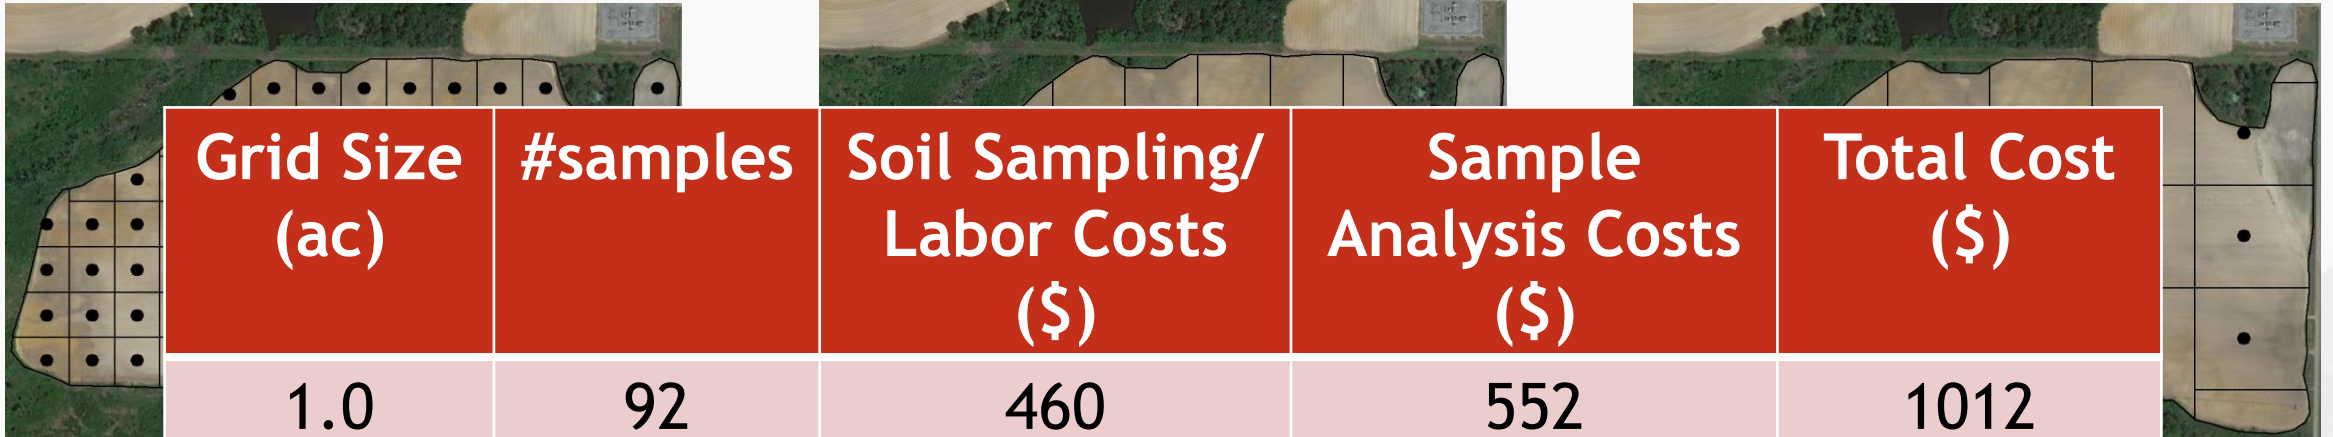 Grid Size #samples Soil Sampling/ Sample Total Cost
(ac) Labor Costs Analysis Costs ($)
($) ($)
1.0 92 460 552 1012